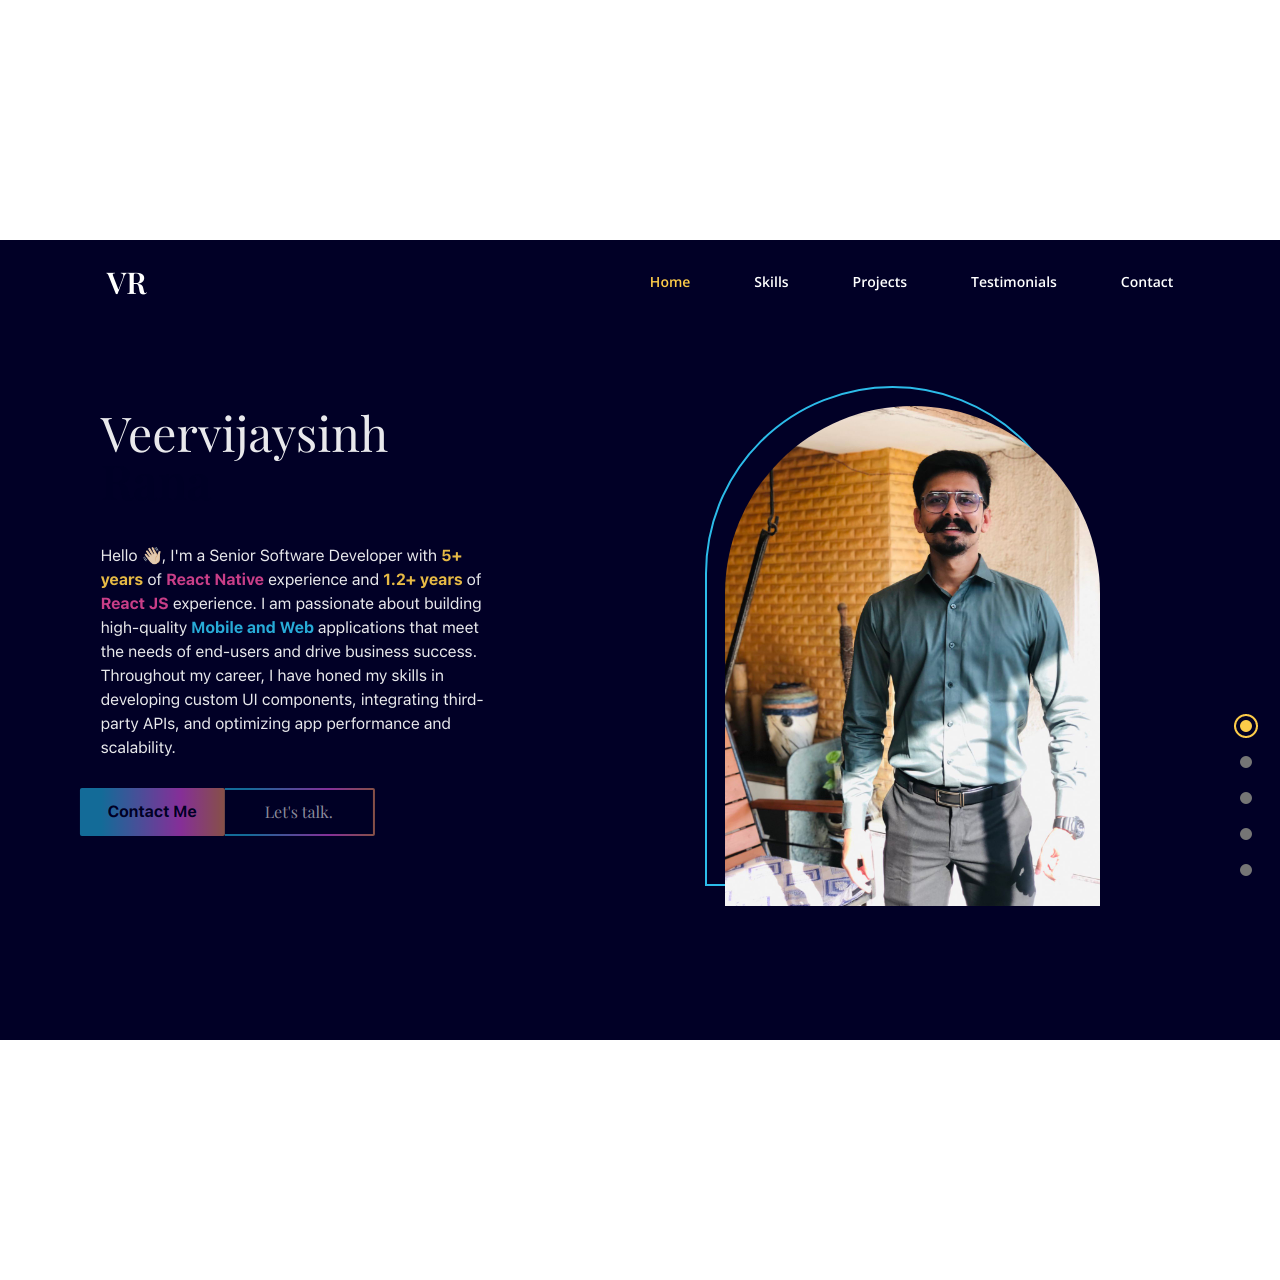 VR
Home Skills Projects Testimonials Contact
Veervijaysinh
Hello 👋🏻, I'm a Senior Software Developer with 5+
years of React Native experience and 1.2+ years of
React JS experience. I am passionate about building
high-quality Mobile and Web applications that meet
the needs of end-users and drive business success.
Throughout my career, I have honed my skills in
developing custom UI components, integrating third-
party APIs, and optimizing app performance and
scalability.
Contact Me Let's talk.